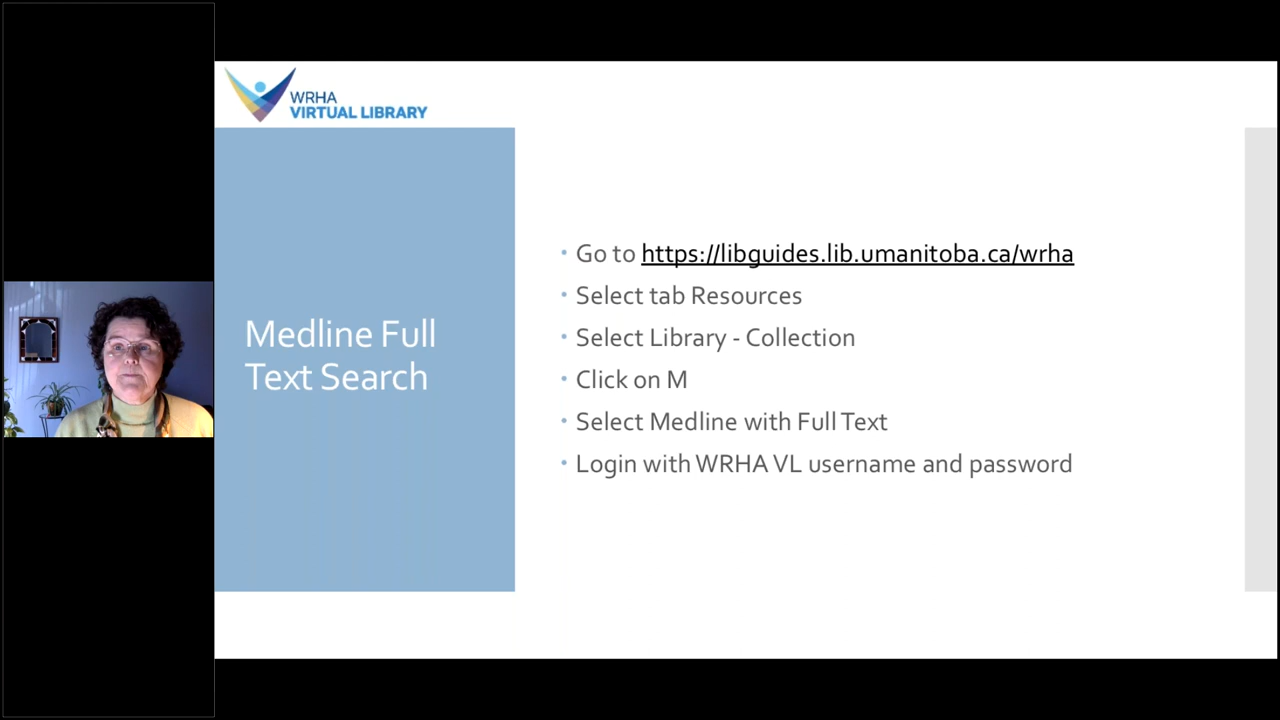 WRHA
VIRTUAL LIBRARY
Medline Full
Text Search
• Go to https://libguides.lib.umanitoba.ca/wrha
• Select tab Resources
• Select Library - Collection
• Click on M
• Select Medline with Full Text
• Login with WRHA VL username and password